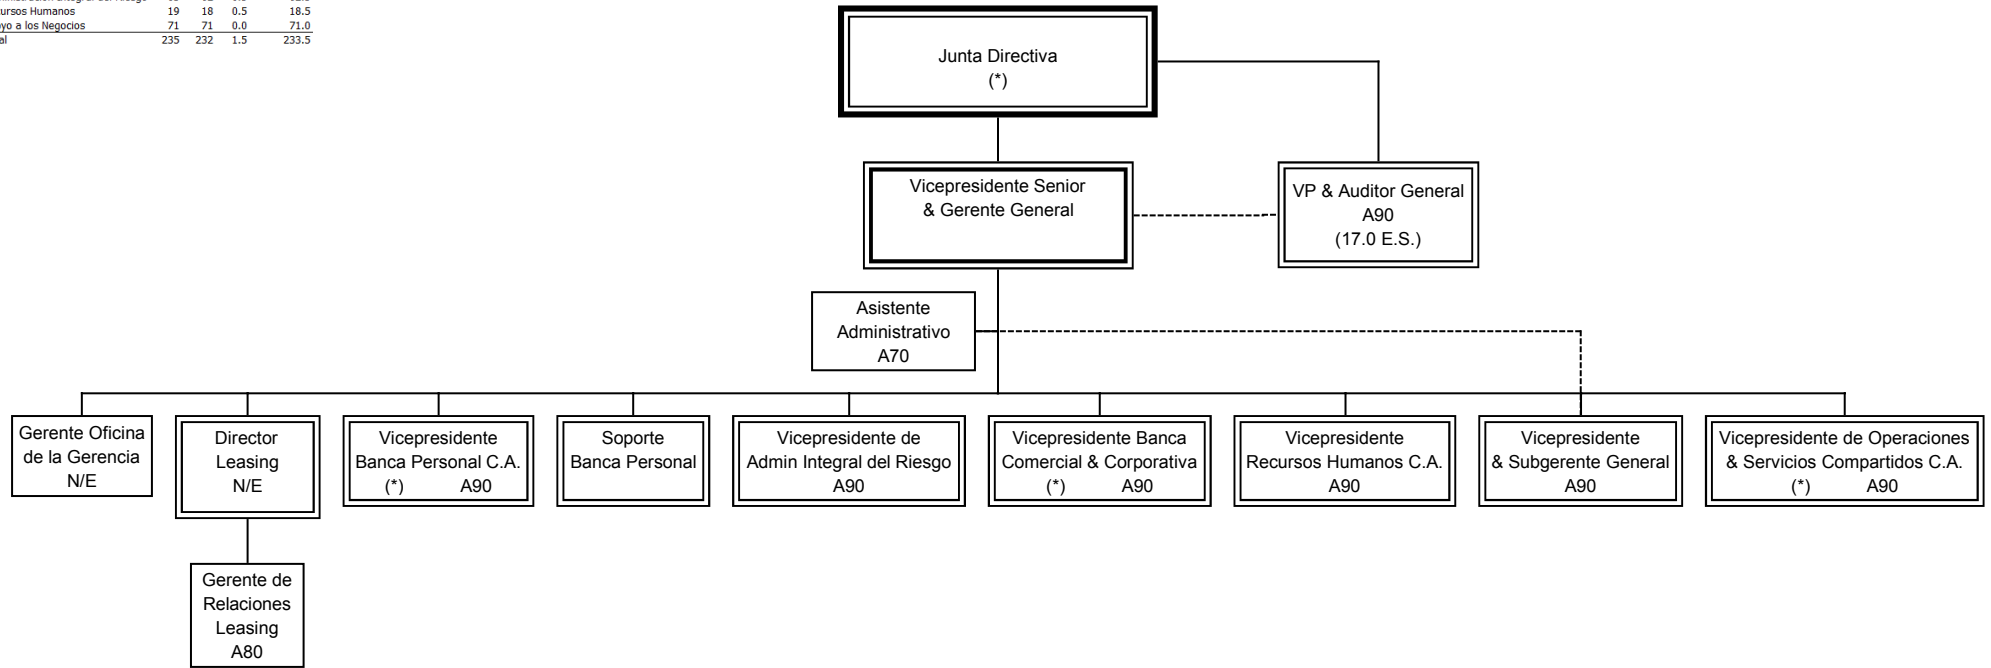 19 18 0.5 18.5
a los Negocios 71 71 0.0 71.0
235 232 1.5 233.5
Junta Directiva
(*)
Vicepresidente Senior
& Gerente General
VP & Auditor General
A90
(17.0 E.S.)
Asistente
Administrativo
A70
Gerente Oficina
de la Gerencia
N/E
Director
Leasing
N/E
Vicepresidente
Banca Personal C.A.
(*) A90
Soporte
Banca Personal
Vicepresidente de
Admin Integral del Riesgo
A90
Vicepresidente Banca
Comercial & Corporativa
(*) A90
Vicepresidente
Recursos Humanos C.A.
A90
Vicepresidente
& Subgerente General
A90
Vicepresidente de Operaciones
& Servicios Compartidos C.A.
(*) A90
Gerente de
Relaciones
Leasing
A80